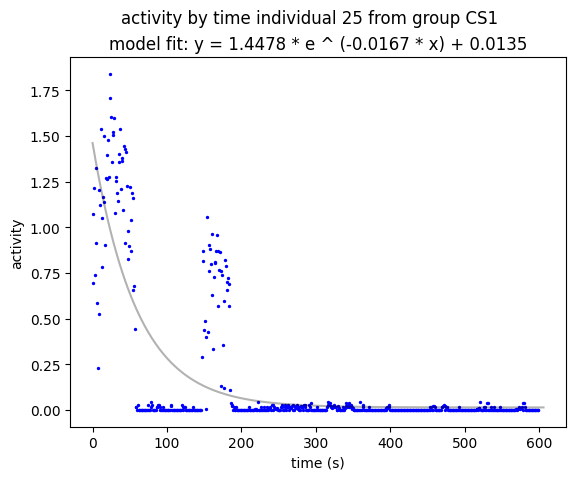 activity by time individual 25 from group CS1
model fit: y = 1.4478 * e ^ (-0.0167 * x) + 0.0135
1.75
1.50
1.25
1.00
0.75
0.50
0.25
0.00
activity
0 100 200 300 400 500 600
time (s)